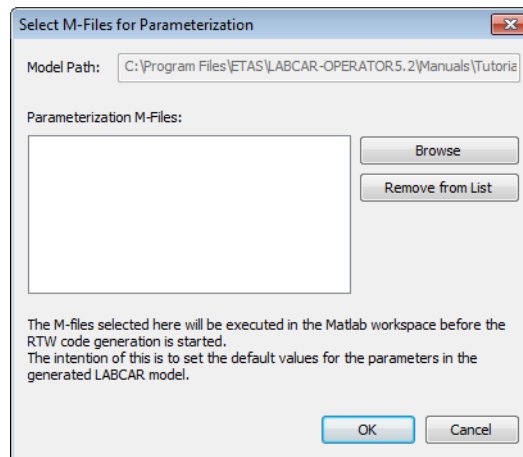 Select M-Files for Parameterization
Model Path: C:\Program Files\ETAS\LABCAR-OPERATOR5.2\Manuals\Tutoria
Parameterization M-Files:
Browse
Remove from List
The M-files selected here will be executed in the Matlab workspace before the
RTW code generation is started.
The intention of this is to set the default values for the parameters in the
generated LABCAR model.
OK Cancel